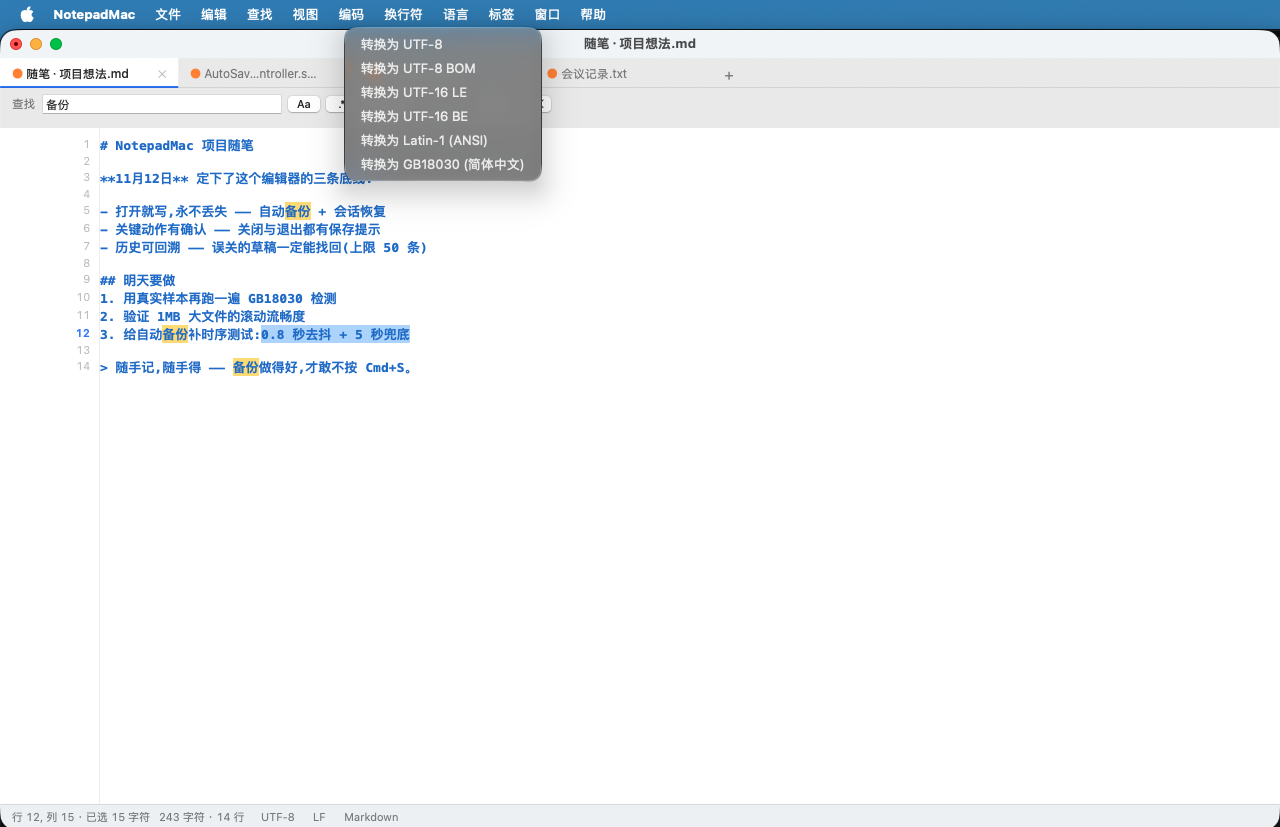 NotepadMac 文件 编辑 查找 视图 编码 换行符 语言 标签 窗口 帮助
随笔 · 项目想法.md
随笔 · 项目想法.md AutoSav...ntroller.s... 会议记录.txt
查找 备份 Aa .*
转换为 UTF-8
转换为 UTF-8 BOM
转换为 UTF-16 LE
转换为 UTF-16 BE
转换为 Latin-1 (ANSI)
转换为 GB18030 (简体中文)
1 # NotepadMac 项目随笔
2
3 **11月12日** 定下了这个编辑器的三条底线:
4
5 - 打开就写,永不丢失 —— 自动备份 + 会话恢复
6 - 关键动作有确认 —— 关闭与退出都有保存提示
7 - 历史可回溯 —— 误关的草稿一定能找回(上限 50 条)
8
9 ## 明天要做
10 1. 用真实样本再跑一遍 GB18030 检测
11 2. 验证 1MB 大文件的滚动流畅度
12 3. 给自动备份补时序测试:0.8 秒去抖 + 5 秒兜底
13
14 > 随手记,随手得 —— 备份做得好,才敢不按 Cmd+S。
行 12, 列 15 · 已选 15 字符 243 字符 · 14 行 UTF-8 LF Markdown